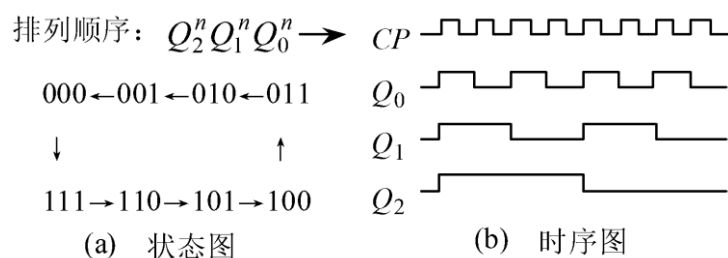 排列顺序: Q₂ⁿQ₁ⁿQ₀ⁿ→
000←001←010←011
↓ ↑
111→110→101→100
(a) 状态图
CP
Q₀
Q₁
Q₂
(b) 时序图